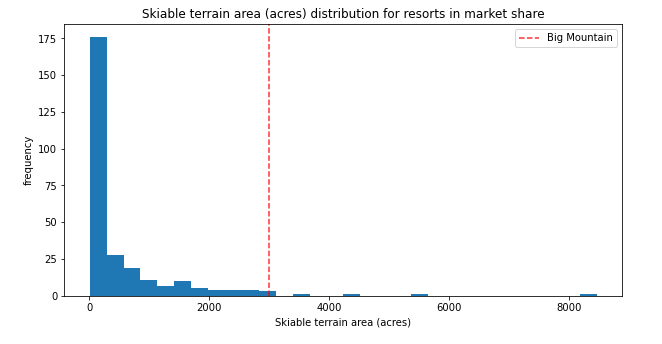 Skiable terrain area (acres) distribution for resorts in market share
Big Mountain
175
150
125
100
75
50
25
0
frequency
0 2000 4000 6000 8000
Skiable terrain area (acres)